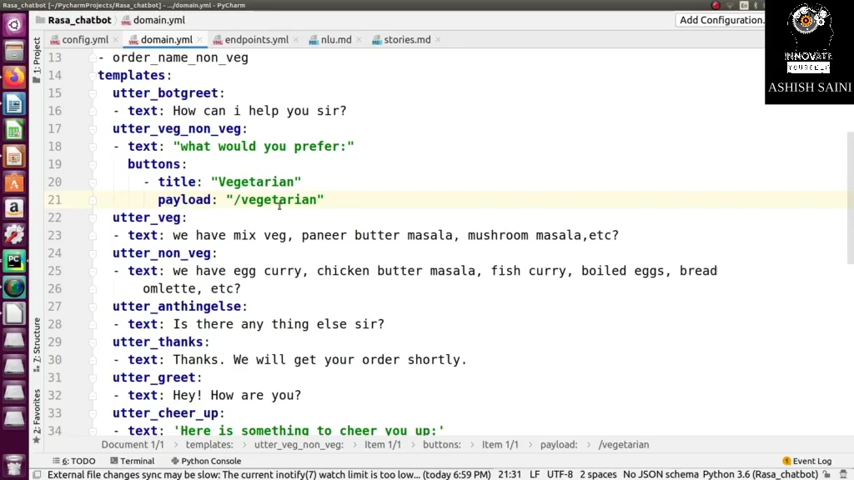 Rasa_chatbot [~/PycharmProjects/Rasa_chatbot] - .../domain.yml - PyCharm
En
Rasa_chatbot
domain.yml
Add Configuration...
config.yml
domain.yml
endpoints.yml
nlu.md
stories.md
INNOVATE
YOURSELF
ASHISH SAINI
1: Project
7: Structure
2: Favorites
13 - order_name_non_veg
14 templates:
15 utter_botgreet:
16 - text: How can i help you sir?
17 utter_veg_non_veg:
18 - text: "what would you prefer:"
19 buttons:
20 - title: "Vegetarian"
21 payload: "/vegetarian"
22 utter_veg:
23 - text: we have mix veg, paneer butter masala, mushroom masala,etc?
24 utter_non_veg:
25 - text: we have egg curry, chicken butter masala, fish curry, boiled eggs, bread
26 omlette, etc?
27 utter_anthingelse:
28 - text: Is there any thing else sir?
29 utter_thanks:
30 - text: Thanks. We will get your order shortly.
31 utter_greet:
32 - text: Hey! How are you?
33 utter_cheer_up:
34 - text: 'Here is something to cheer you up:'
Document 1/1 › templates: › utter_veg_non_veg: › Item 1/1 › buttons: › Item 1/1 › payload: › /vegetarian
6: TODO
Terminal
Python Console
Event Log
External file changes sync may be slow: The current inotify(7) watch limit is too low... (today 6:59 PM)
21:31 LF UTF-8 2 spaces No JSON schema Python 3.6 (Rasa_chatbot)